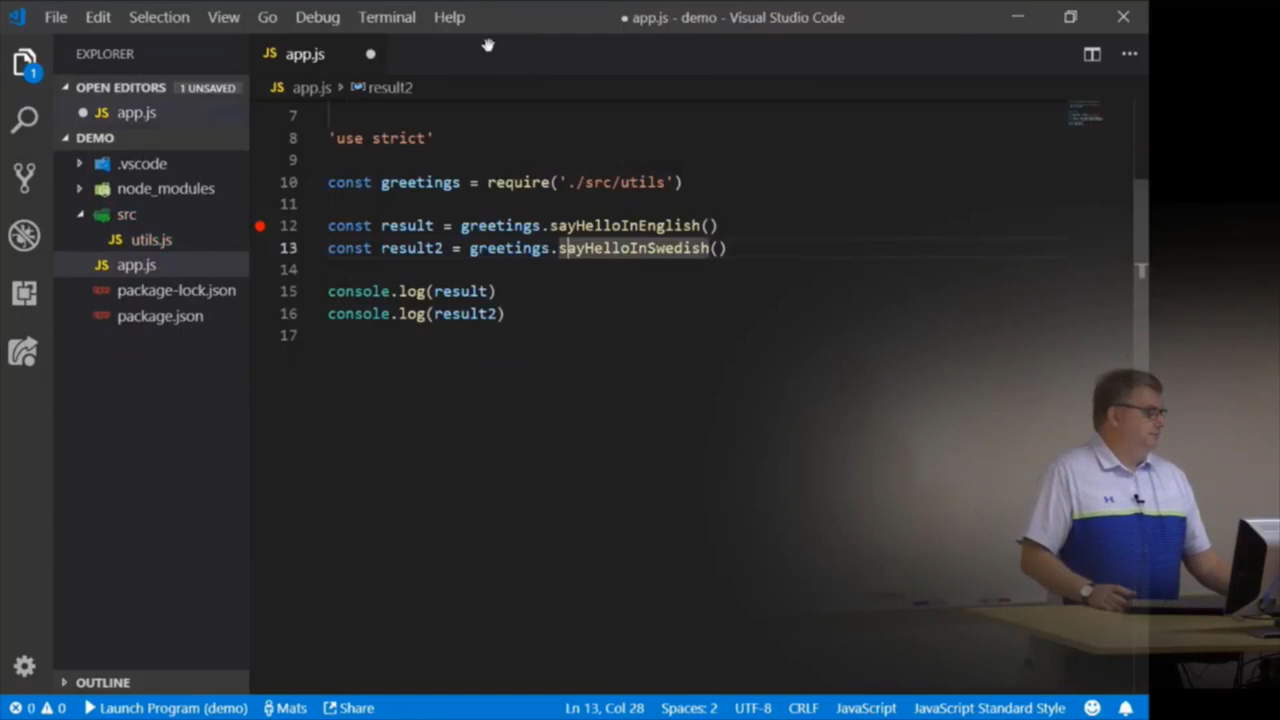 File Edit Selection View Go Debug Terminal Help
● app.js - demo - Visual Studio Code
EXPLORER
JS app.js ●
1
OPEN EDITORS 1 UNSAVED
JS app.js > result2
● JS app.js
DEMO
.vscode
node_modules
src
JS utils.js
JS app.js
package-lock.json
package.json
7
8 'use strict'
9
10 const greetings = require('./src/utils')
11
12 const result = greetings.sayHelloInEnglish()
13 const result2 = greetings.sayHelloInSwedish()
14
15 console.log(result)
16 console.log(result2)
17
OUTLINE
0 0 Launch Program (demo) Mats Share Ln 13, Col 28 Spaces: 2 UTF-8 CRLF JavaScript JavaScript Standard Style